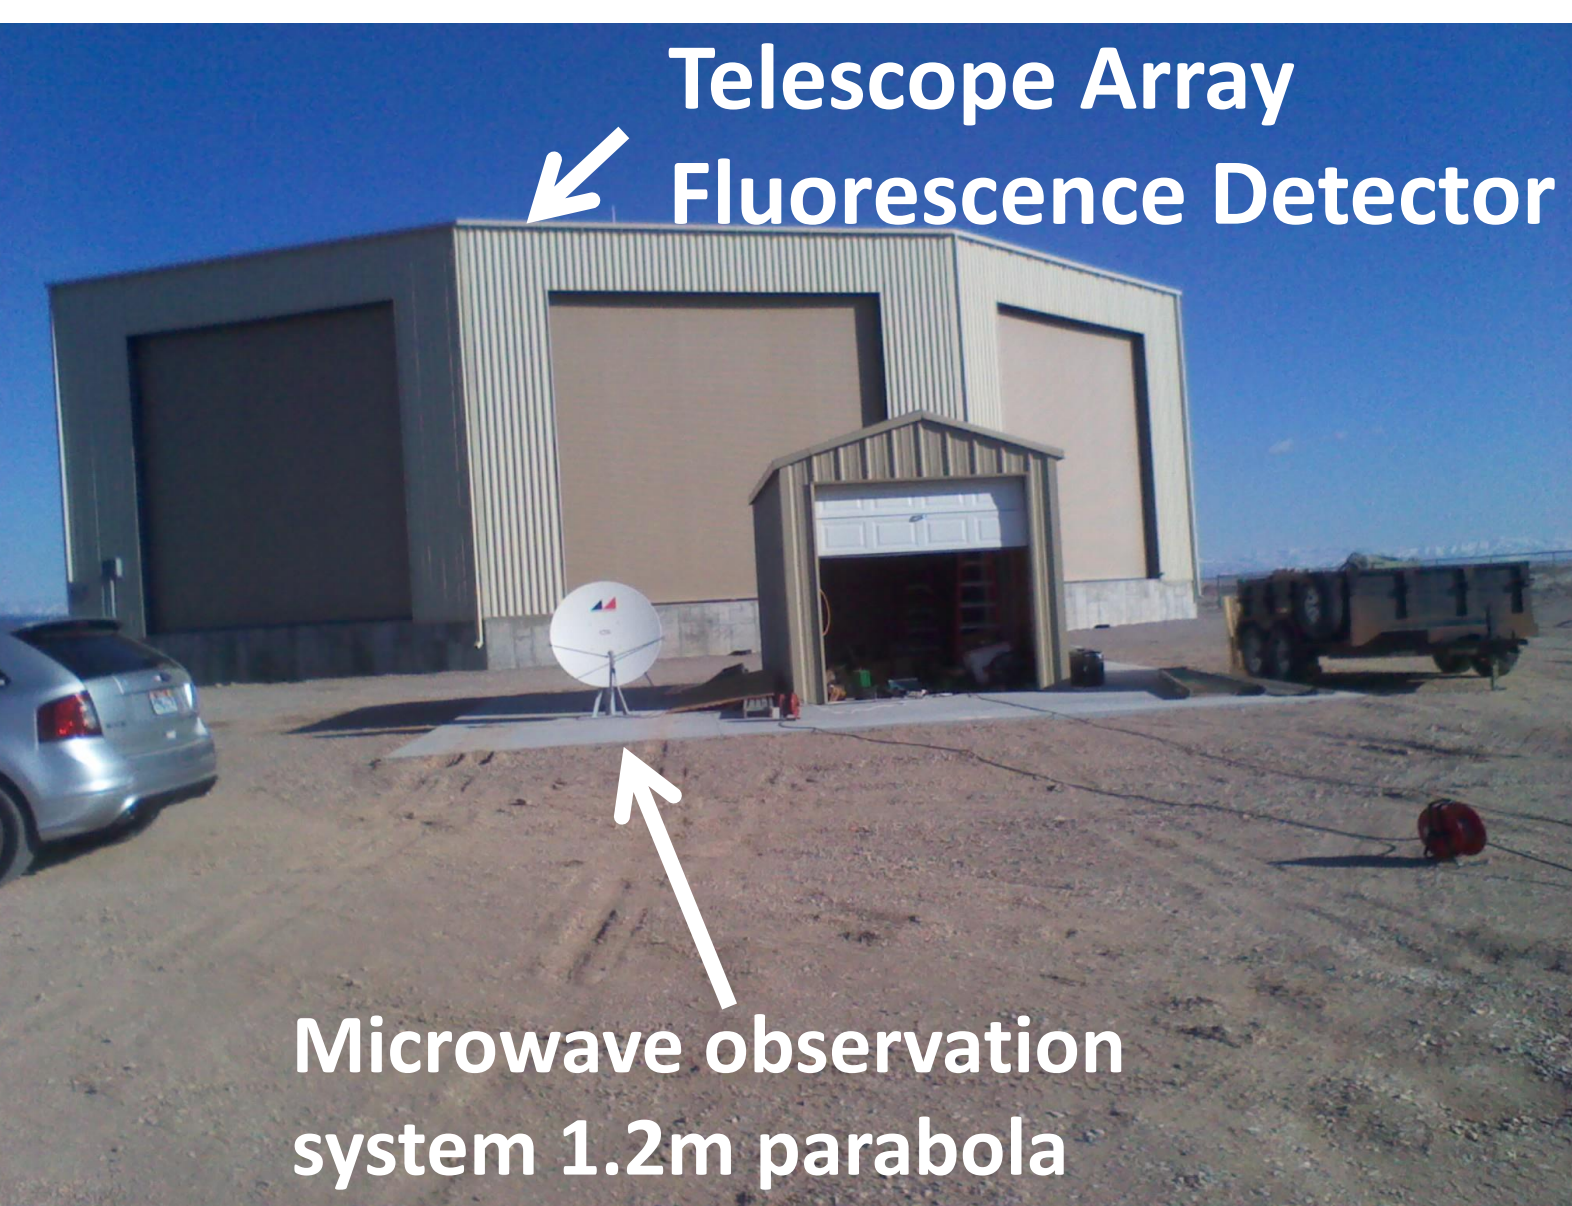 Telescope Array
Fluorescence Detector
Microwave observation
system 1.2m parabola